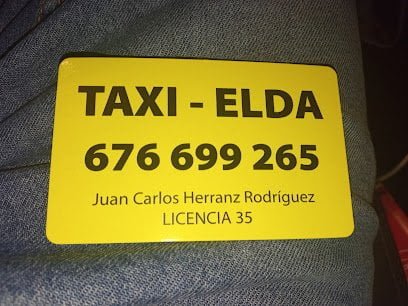 TAXI - ELDA
676 699 265
Juan Carlos Herranz Rodríguez
LICENCIA 35